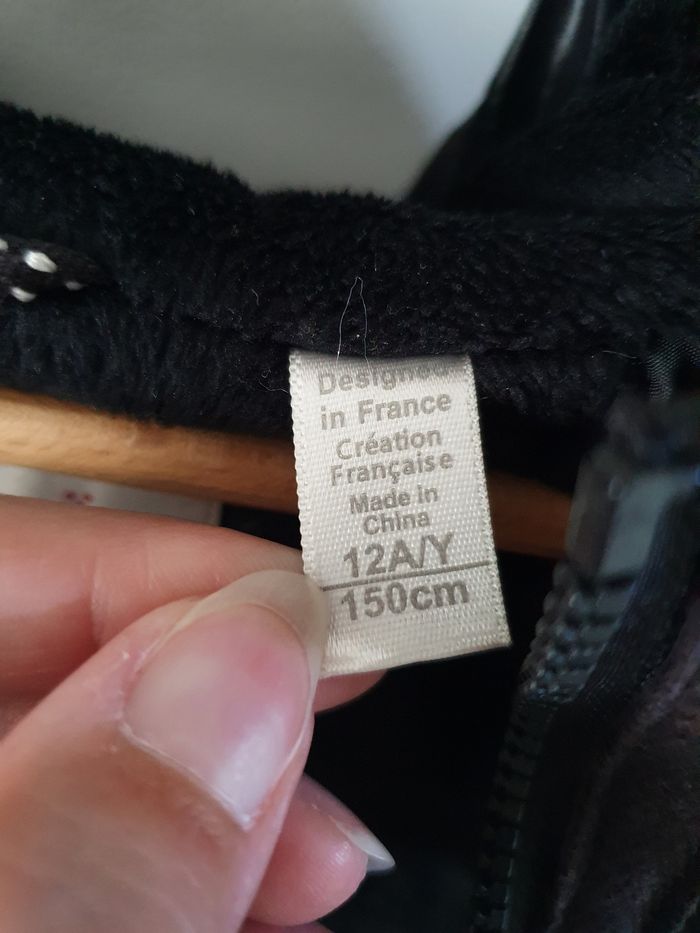 Designed
in France
Création
Française
Made in
China
12A/Y
150cm